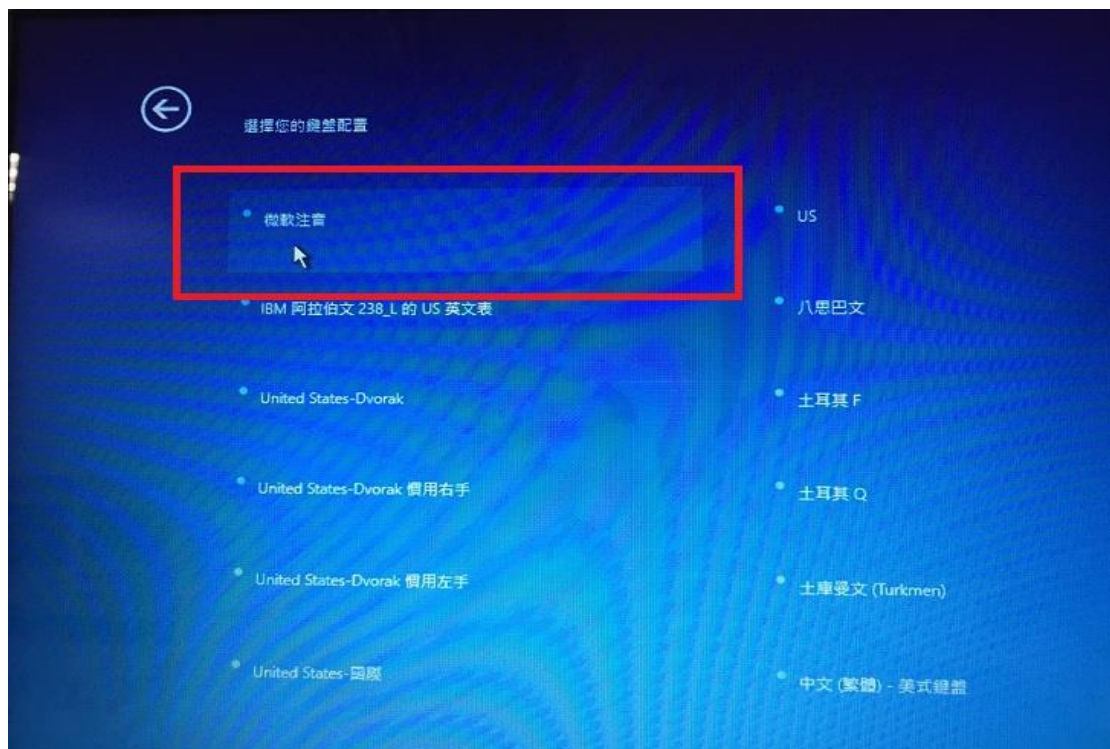 選擇您的鍵盤配置
微軟注音
US
IBM 阿拉伯文 238_L 的 US 英文表
八思巴文
United States-Dvorak
土耳其 F
United States-Dvorak 慣用右手
土耳其 Q
United States-Dvorak 慣用左手
土庫曼文 (Turkmen)
United States-國際
中文 (繁體) - 美式鍵盤